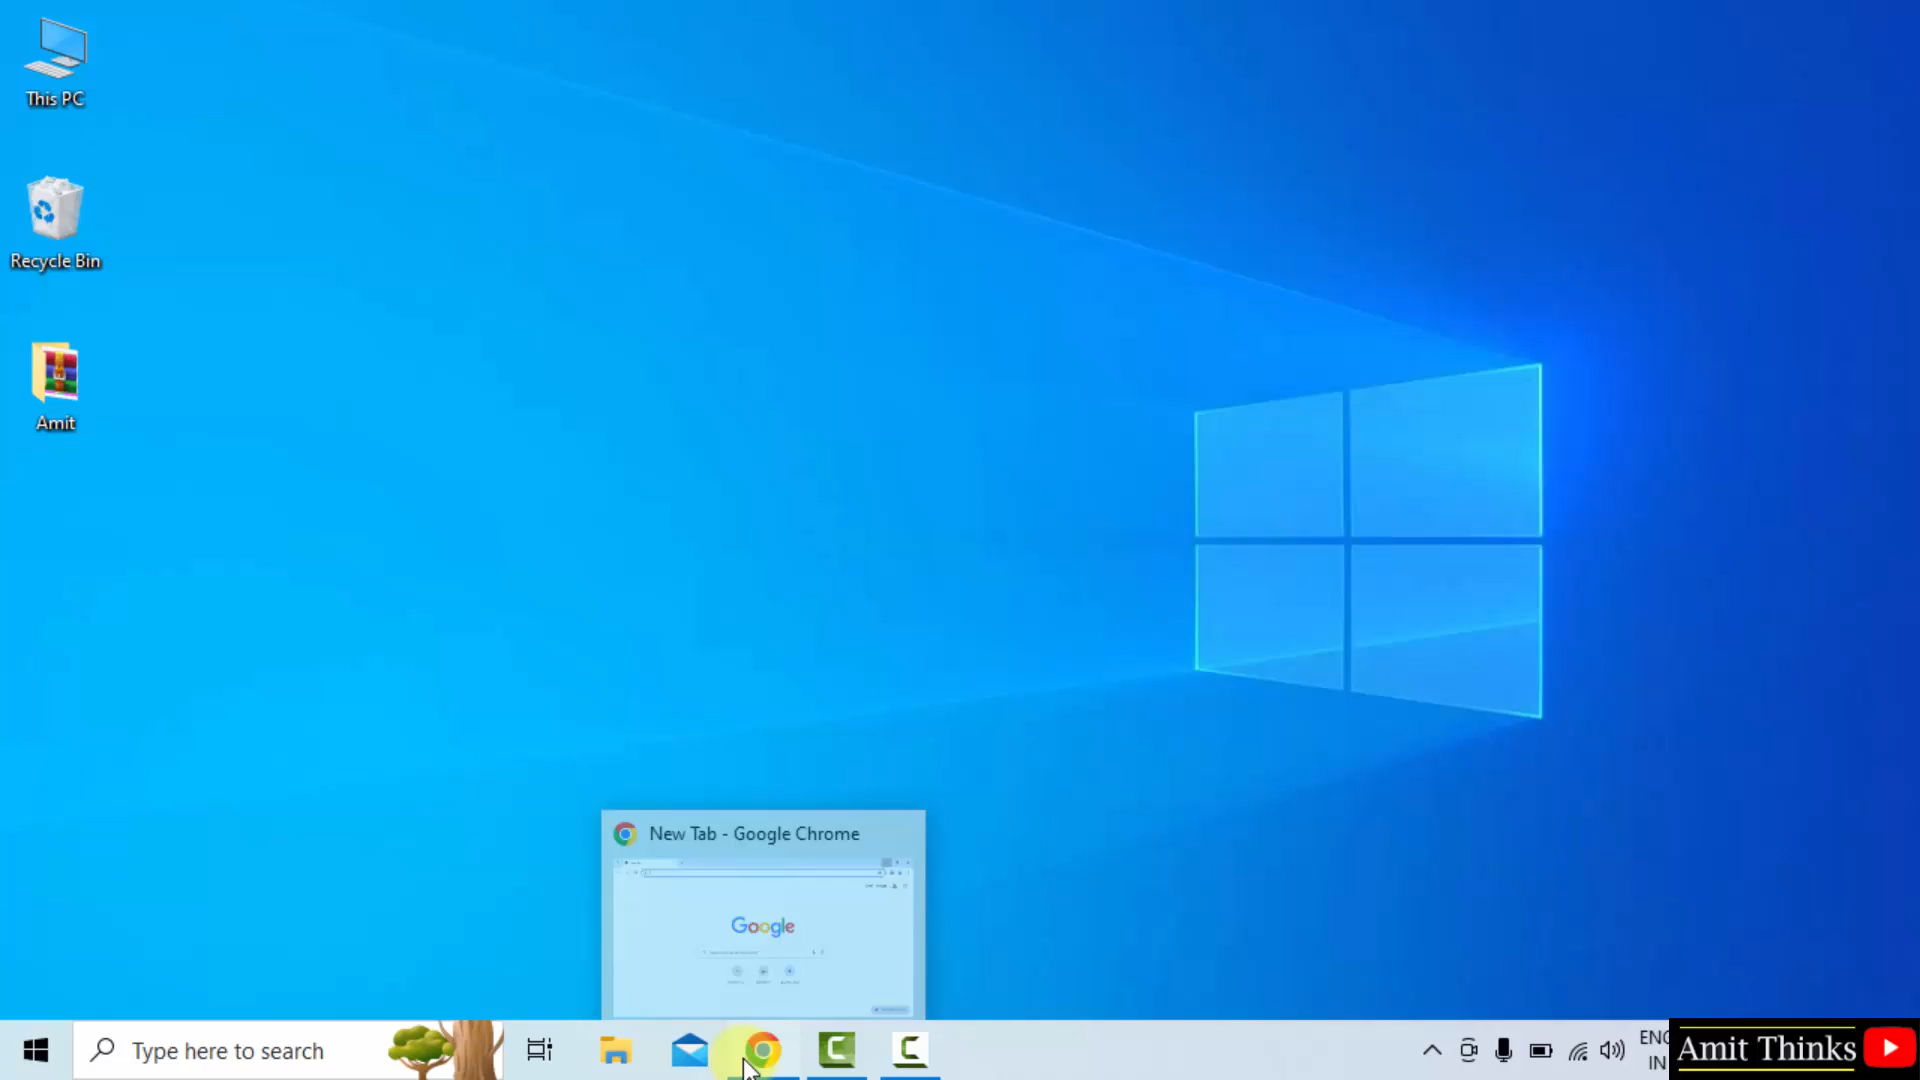 This PC
Recycle Bin
Amit
New Tab - Google Chrome
Google
Type here to search
ENG
IN
Amit Thinks